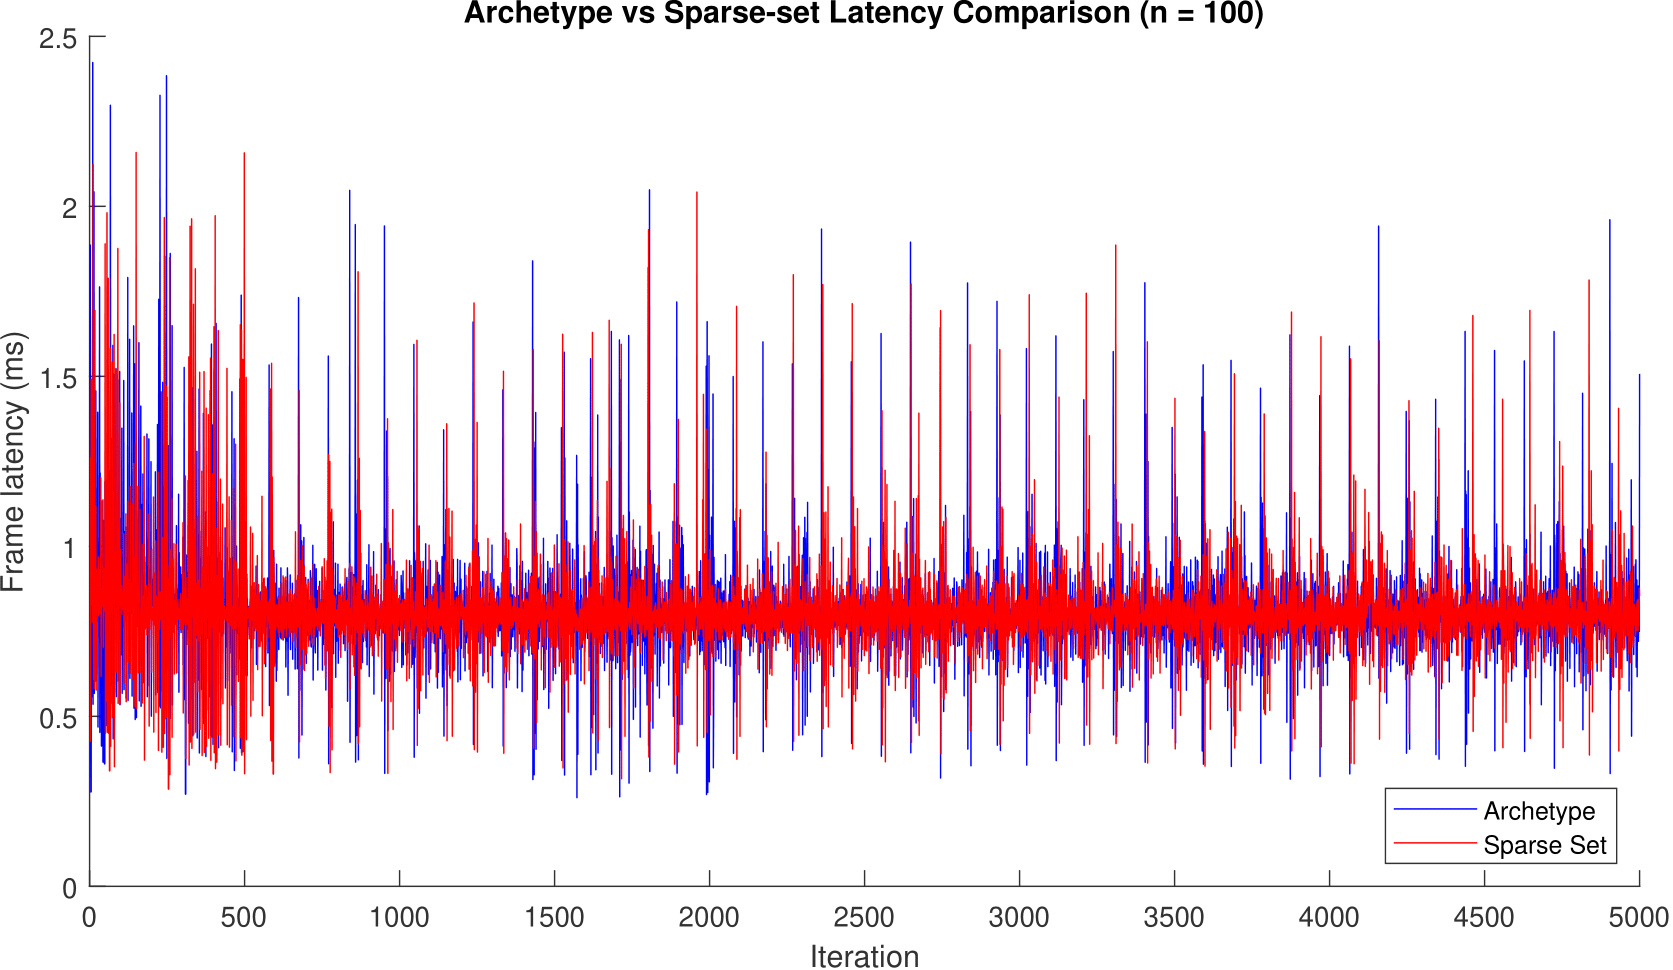 Archetype vs Sparse-set Latency Comparison (n = 100)
Frame latency (ms)
2.5
2
1.5
1
0.5
0
0 500 1000 1500 2000 2500 3000 3500 4000 4500 5000
Iteration
Archetype
Sparse Set